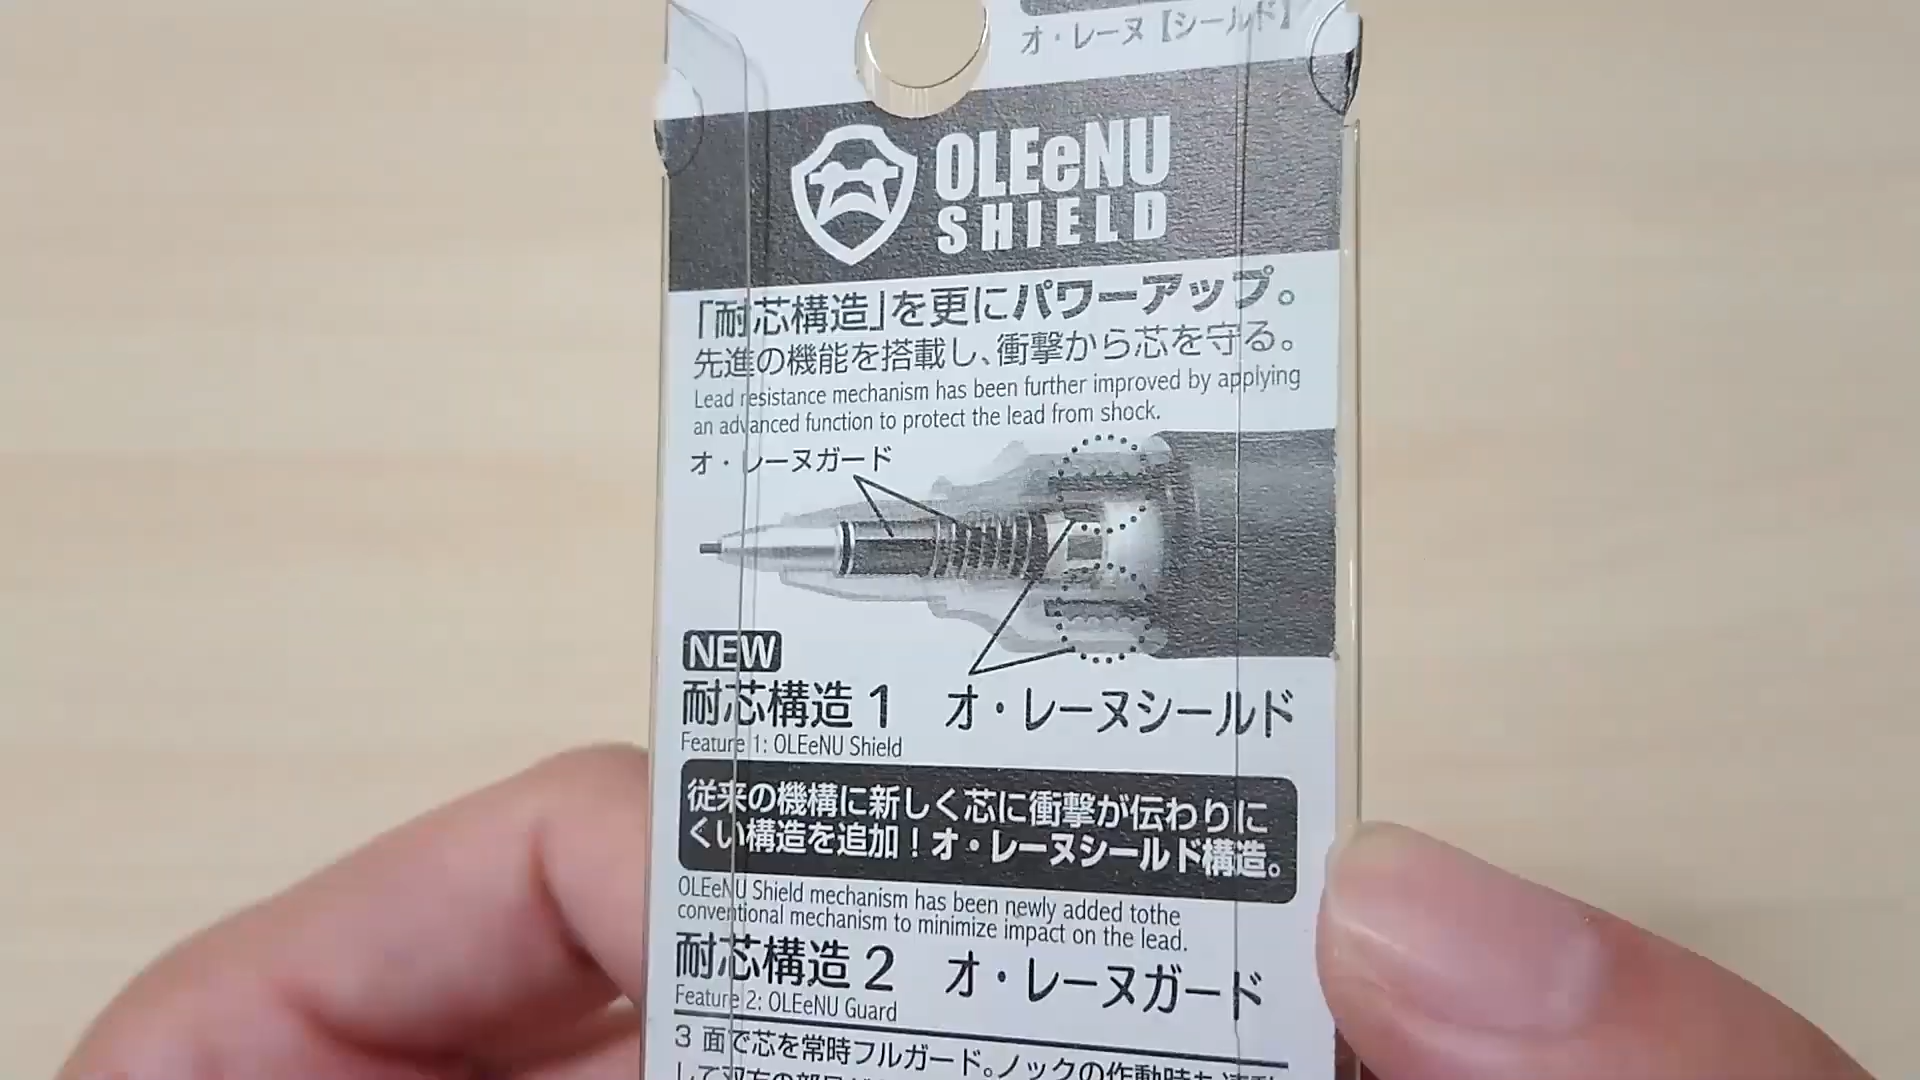 オ・レーヌ【シールド】
OLEeNU
SHIELD
「耐芯構造」を更にパワーアップ。
先進の機能を搭載し、衝撃から芯を守る。
Lead resistance mechanism has been further improved by applying
an advanced function to protect the lead from shock.
オ・レーヌガード
NEW
耐芯構造1 オ・レーヌシールド
Feature 1: OLEeNU Shield
従来の機構に新しく芯に衝撃が伝わりに
くい構造を追加！オ・レーヌシールド構造。
OLEeNU Shield mechanism has been newly added tothe
conventional mechanism to minimize impact on the lead.
耐芯構造2 オ・レーヌガード
Feature 2: OLEeNU Guard
3 面で芯を常時フルガード。ノックの作動時も